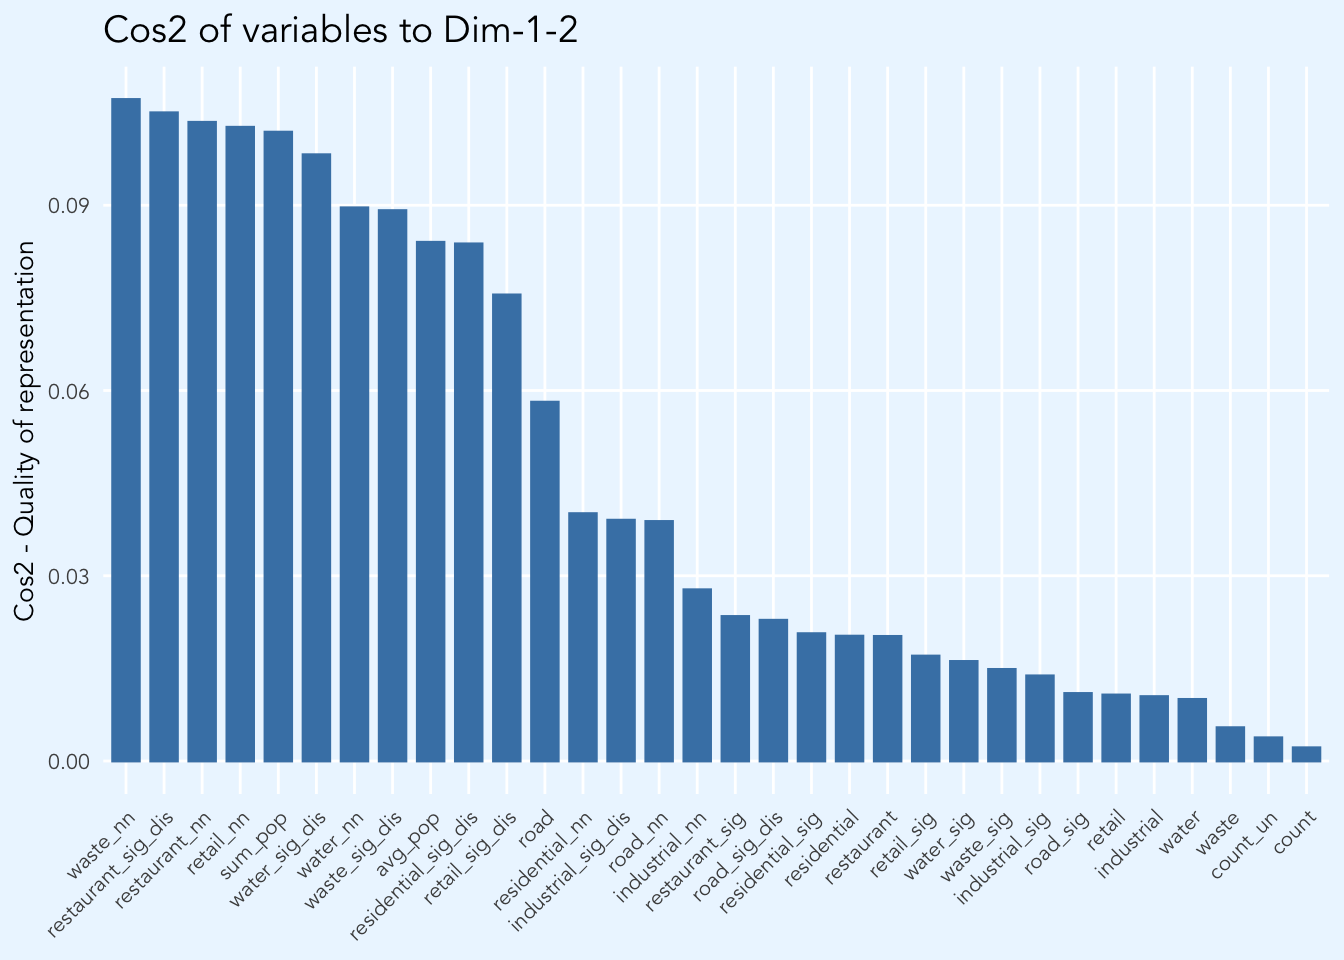 Cos2 of variables to Dim-1-2
Cos2 - Quality of representation
0.09
0.06
0.03
0.00
waste_nn
restaurant_sig_dis
restaurant_nn
retail_nn
sum_pop
water_sig_dis
water_nn
waste_sig_dis
avg_pop
residential_sig_dis
retail_sig_dis
road
residential_nn
industrial_sig_dis
road_nn
industrial_nn
restaurant_sig
road_sig_dis
residential_sig
residential
restaurant
retail_sig
water_sig
waste_sig
industrial_sig
road_sig
retail
industrial
water
waste
count_un
count